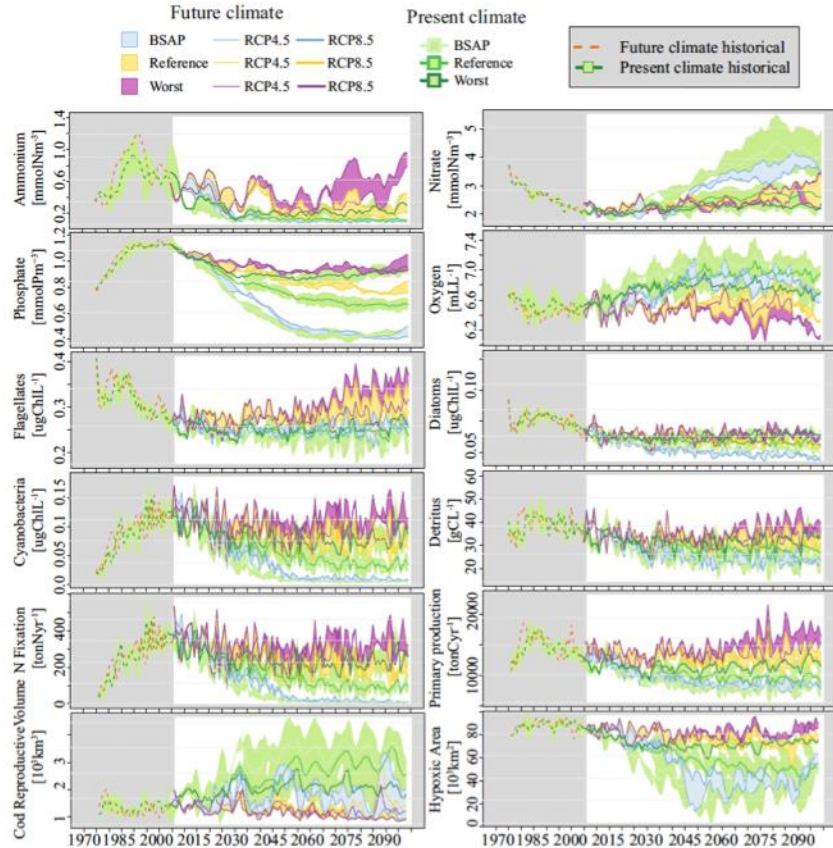 Future climate
Present climate
BSAP RCP4.5 RCP8.5
Reference RCP4.5 RCP8.5
Worst RCP4.5 RCP8.5
BSAP
Reference
Worst
Future climate historical
Present climate historical
Ammonium
[mmolNm⁻³]
0.2 0.6 1.0 1.4
Nitrate
[mmolNm⁻³]
2 3 4 5
Phosphate
[mmolPm⁻³]
0.4 0.6 0.8 1.0 1.2
Oxygen
[mLL⁻¹]
6.2 6.6 7.0 7.4
Flagellates
[ugChlL⁻¹]
0.2 0.3 0.4
Diatoms
[ugChlL⁻¹]
0.05 0.10
Cyanobacteria
[ugChlL⁻¹]
0.0 0.05 0.10 0.15
Detritus
[gCL⁻¹]
20 30 40 50 60
N Fixation
[tonNyr⁻¹]
0 200 400
Primary production
[tonCyr⁻¹]
10000 20000
Cod Reproductive Volume
[10³km³]
1 2 3
Hypoxic Area
[10³km²]
0 20 40 60 80
1970 1985 2000 2015 2030 2045 2060 2075 2090
1970 1985 2000 2015 2030 2045 2060 2075 2090